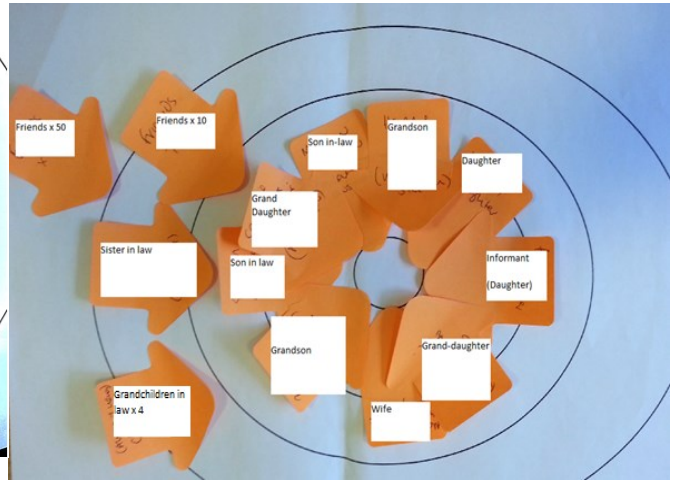 Friends x 50
Friends x 10
Son in-law
Grandson
Daughter
Grand
Daughter
Sister in law
Son in law
Informant
(Daughter)
Grandson
Grand-daughter
Grandchildren in
law x 4
Wife
Friends